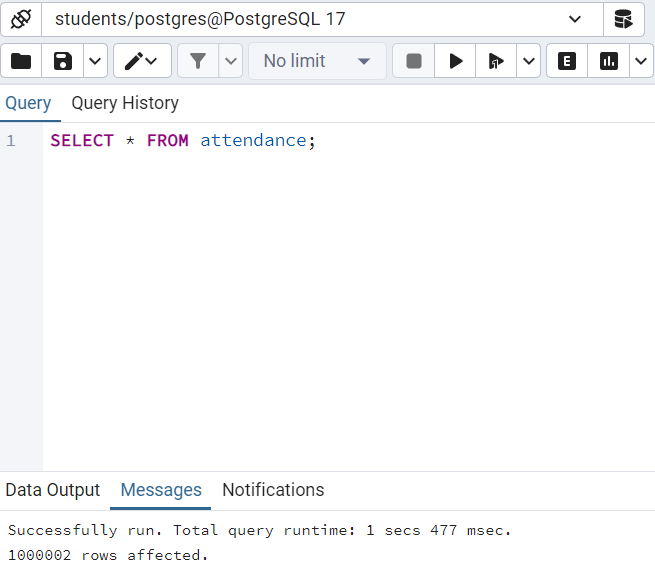 students/postgres@PostgreSQL 17
No limit
E
Query Query History
1 SELECT * FROM attendance;
Data Output Messages Notifications
Successfully run. Total query runtime: 1 secs 477 msec.
1000002 rows affected.